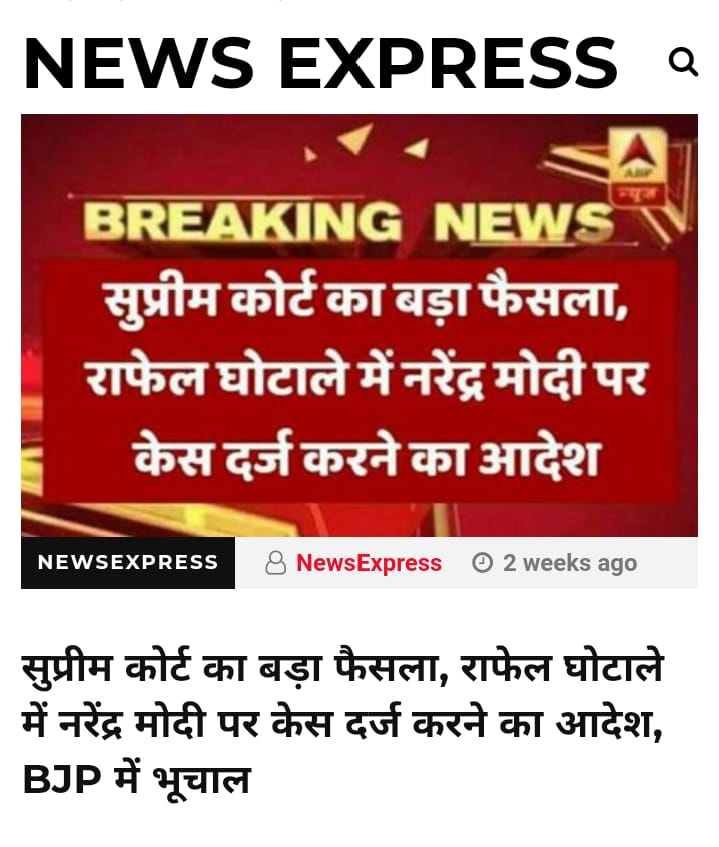 NEWS EXPRESS
ABP
न्यूज़
BREAKING NEWS
सुप्रीम कोर्ट का बड़ा फैसला,
राफेल घोटाले में नरेंद्र मोदी पर
केस दर्ज करने का आदेश
NEWSEXPRESS NewsExpress 2 weeks ago
सुप्रीम कोर्ट का बड़ा फैसला, राफेल घोटाले
में नरेंद्र मोदी पर केस दर्ज करने का आदेश,
BJP में भूचाल